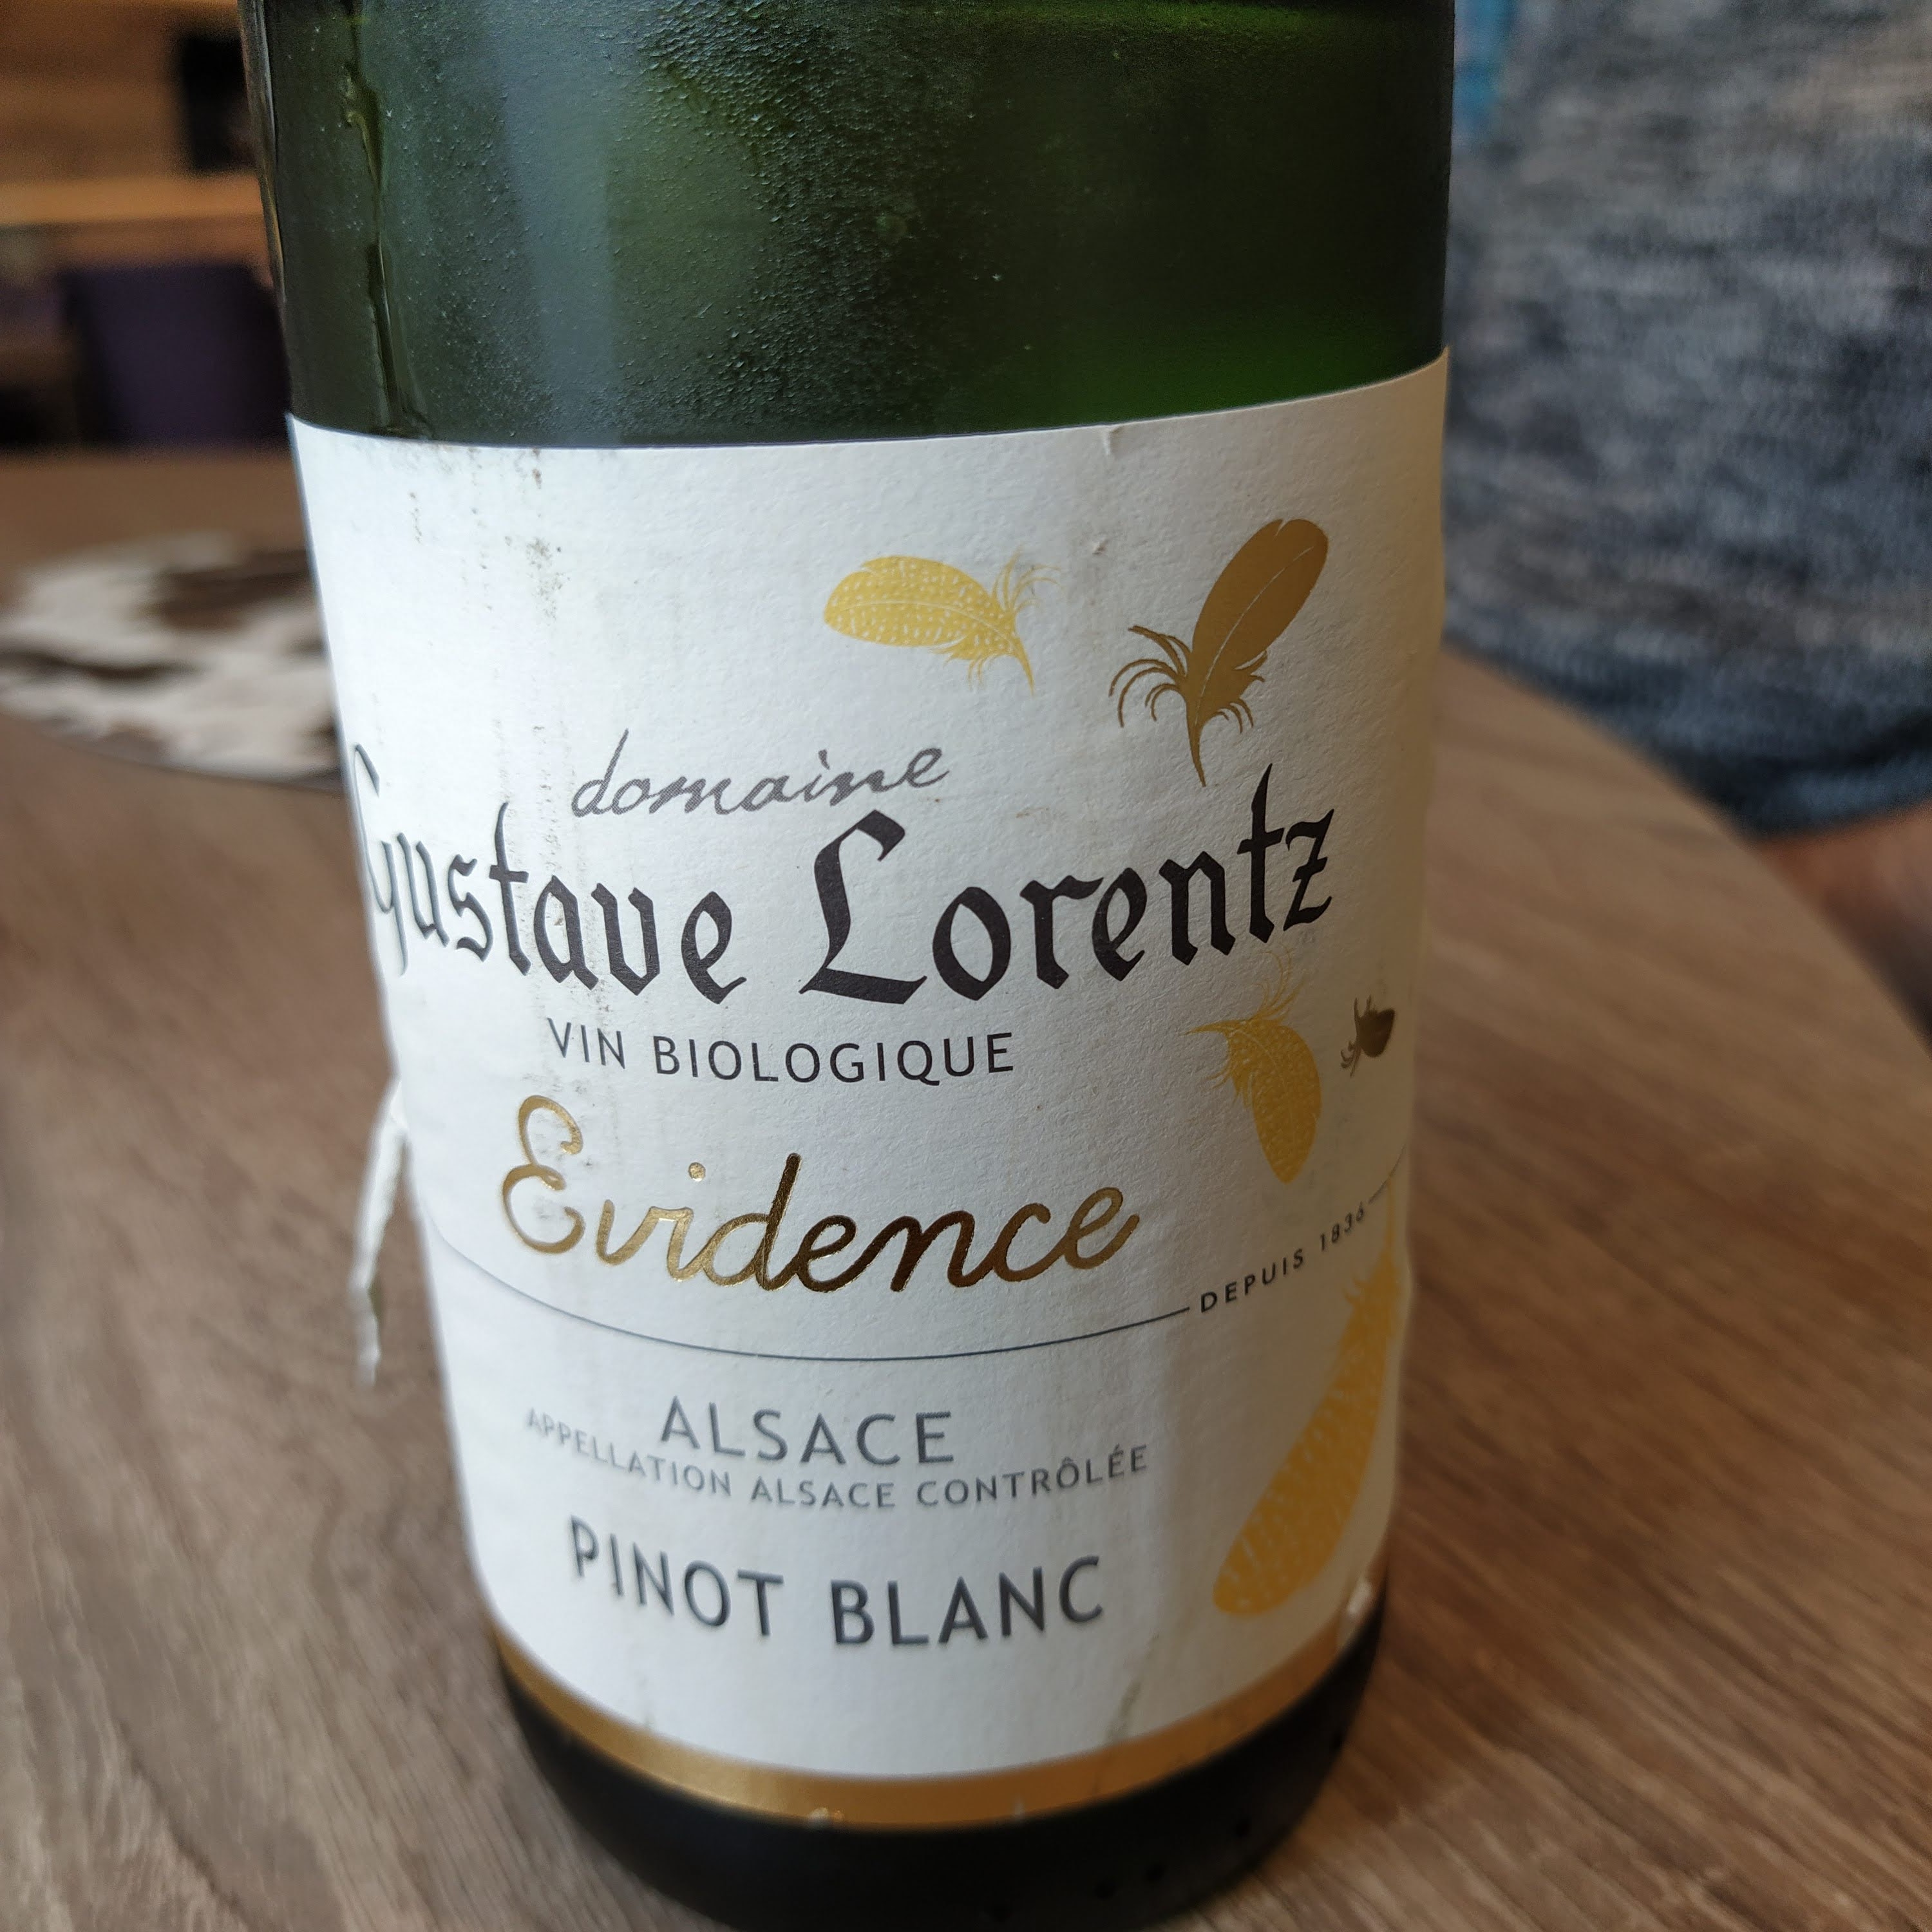 domaine
Gustave Lorentz
VIN BIOLOGIQUE
Evidence
DEPUIS 1836
ALSACE
APPELLATION ALSACE CONTRÔLÉE
PINOT BLANC